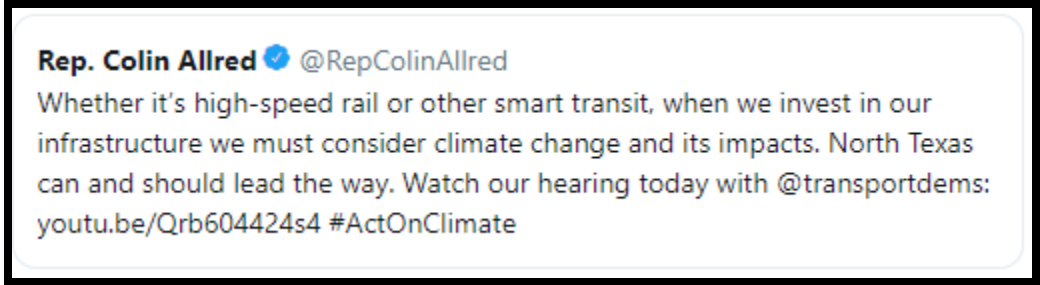 Rep. Colin Allred @RepColinAllred
Whether it's high-speed rail or other smart transit, when we invest in our
infrastructure we must consider climate change and its impacts. North Texas
can and should lead the way. Watch our hearing today with @transportdems:
youtu.be/Qrb604424s4 #ActOnClimate